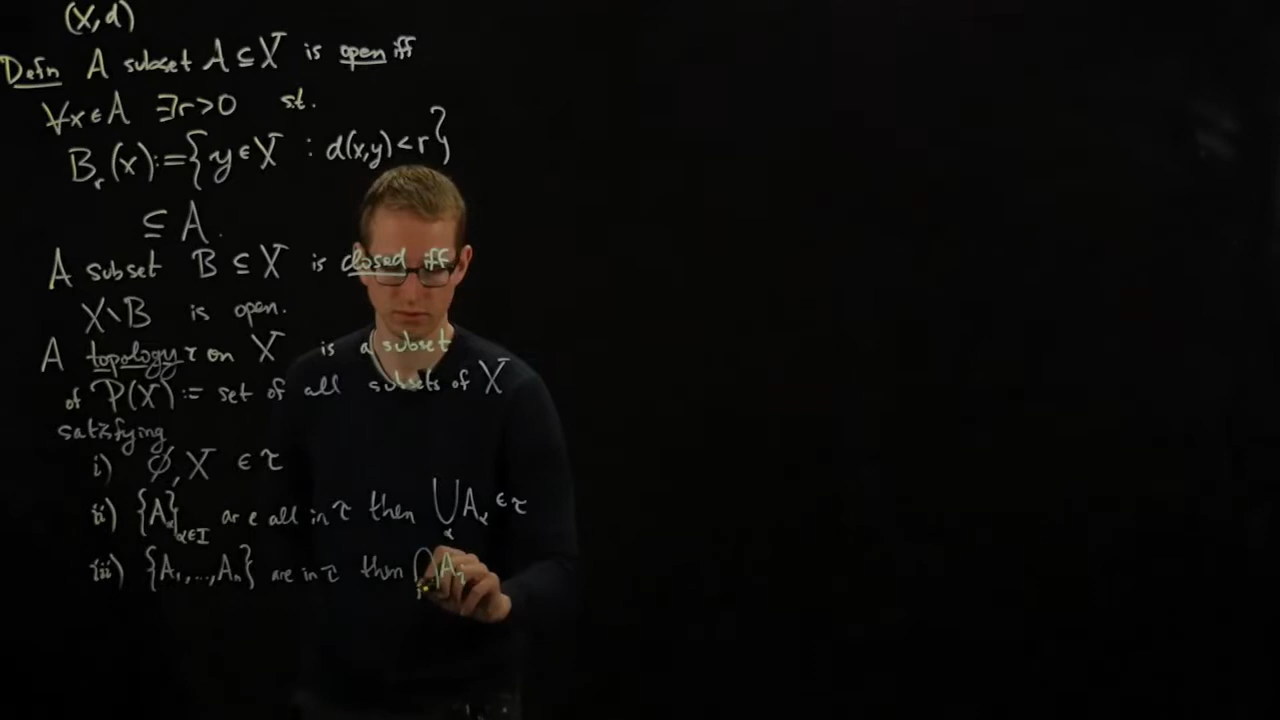 (X,d)
Defn A subset A ⊆ X is open iff
∀x∈A ∃r>0 s.t.
B_r(x):={y∈X : d(x,y)<r}
⊆ A.
A subset B ⊆ X is closed iff
X\B is open.
A topology τ on X is a subset
of P(X):= set of all subsets of X
satisfying
i) ∅, X ∈ τ
ii) {A_α}_{α∈I} are all in τ then ⋃_α A_α ∈ τ
iii) {A_1,...,A_n} are in τ then ⋂_i A_i